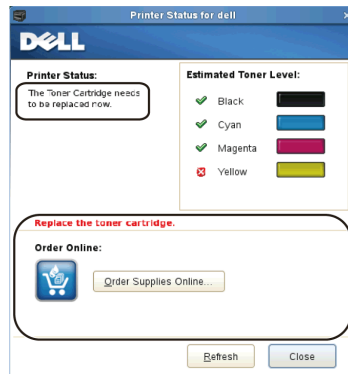 Printer Status for dell
DELL
Printer Status:
The Toner Cartridge needs
to be replaced now.
Estimated Toner Level:
Black
Cyan
Magenta
Yellow
Replace the toner cartridge.
Order Online:
Order Supplies Online...
Refresh
Close